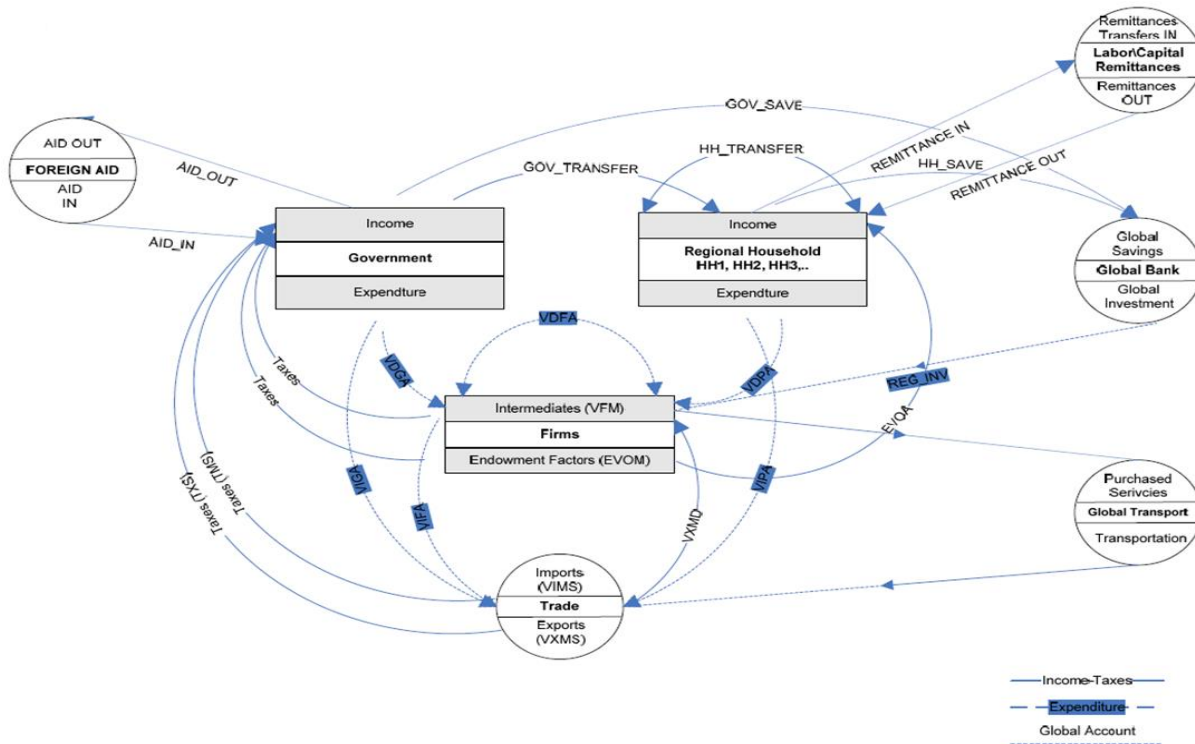 Remittances
Transfers IN
Labor\Capital
Remittances
Remittances
OUT
GOV_SAVE
AID OUT
FOREIGN AID
AID
IN
AID_OUT
AID_IN
GOV_TRANSFER
HH_TRANSFER
REMITTANCE IN
HH_SAVE
REMITTANCE OUT
Income
Government
Expenditure
Income
Regional Household
HH1, HH2, HH3,..
Expenditure
Global
Savings
Global Bank
Global
Investment
VDFA
Taxes
Taxes
VDGA
VDPA
REG_INV
EVOA
Intermediates (VFM)
Firms
Endowment Factors (EVOM)
Taxes (TXS)
Taxes (TMS)
VIGA
VIFA
VXMD
VIPA
Purchased
Serivcies
Global Transport
Transportation
Imports
(VIMS)
Trade
Exports
(VXMS)
Income-Taxes
Expenditure
Global Account